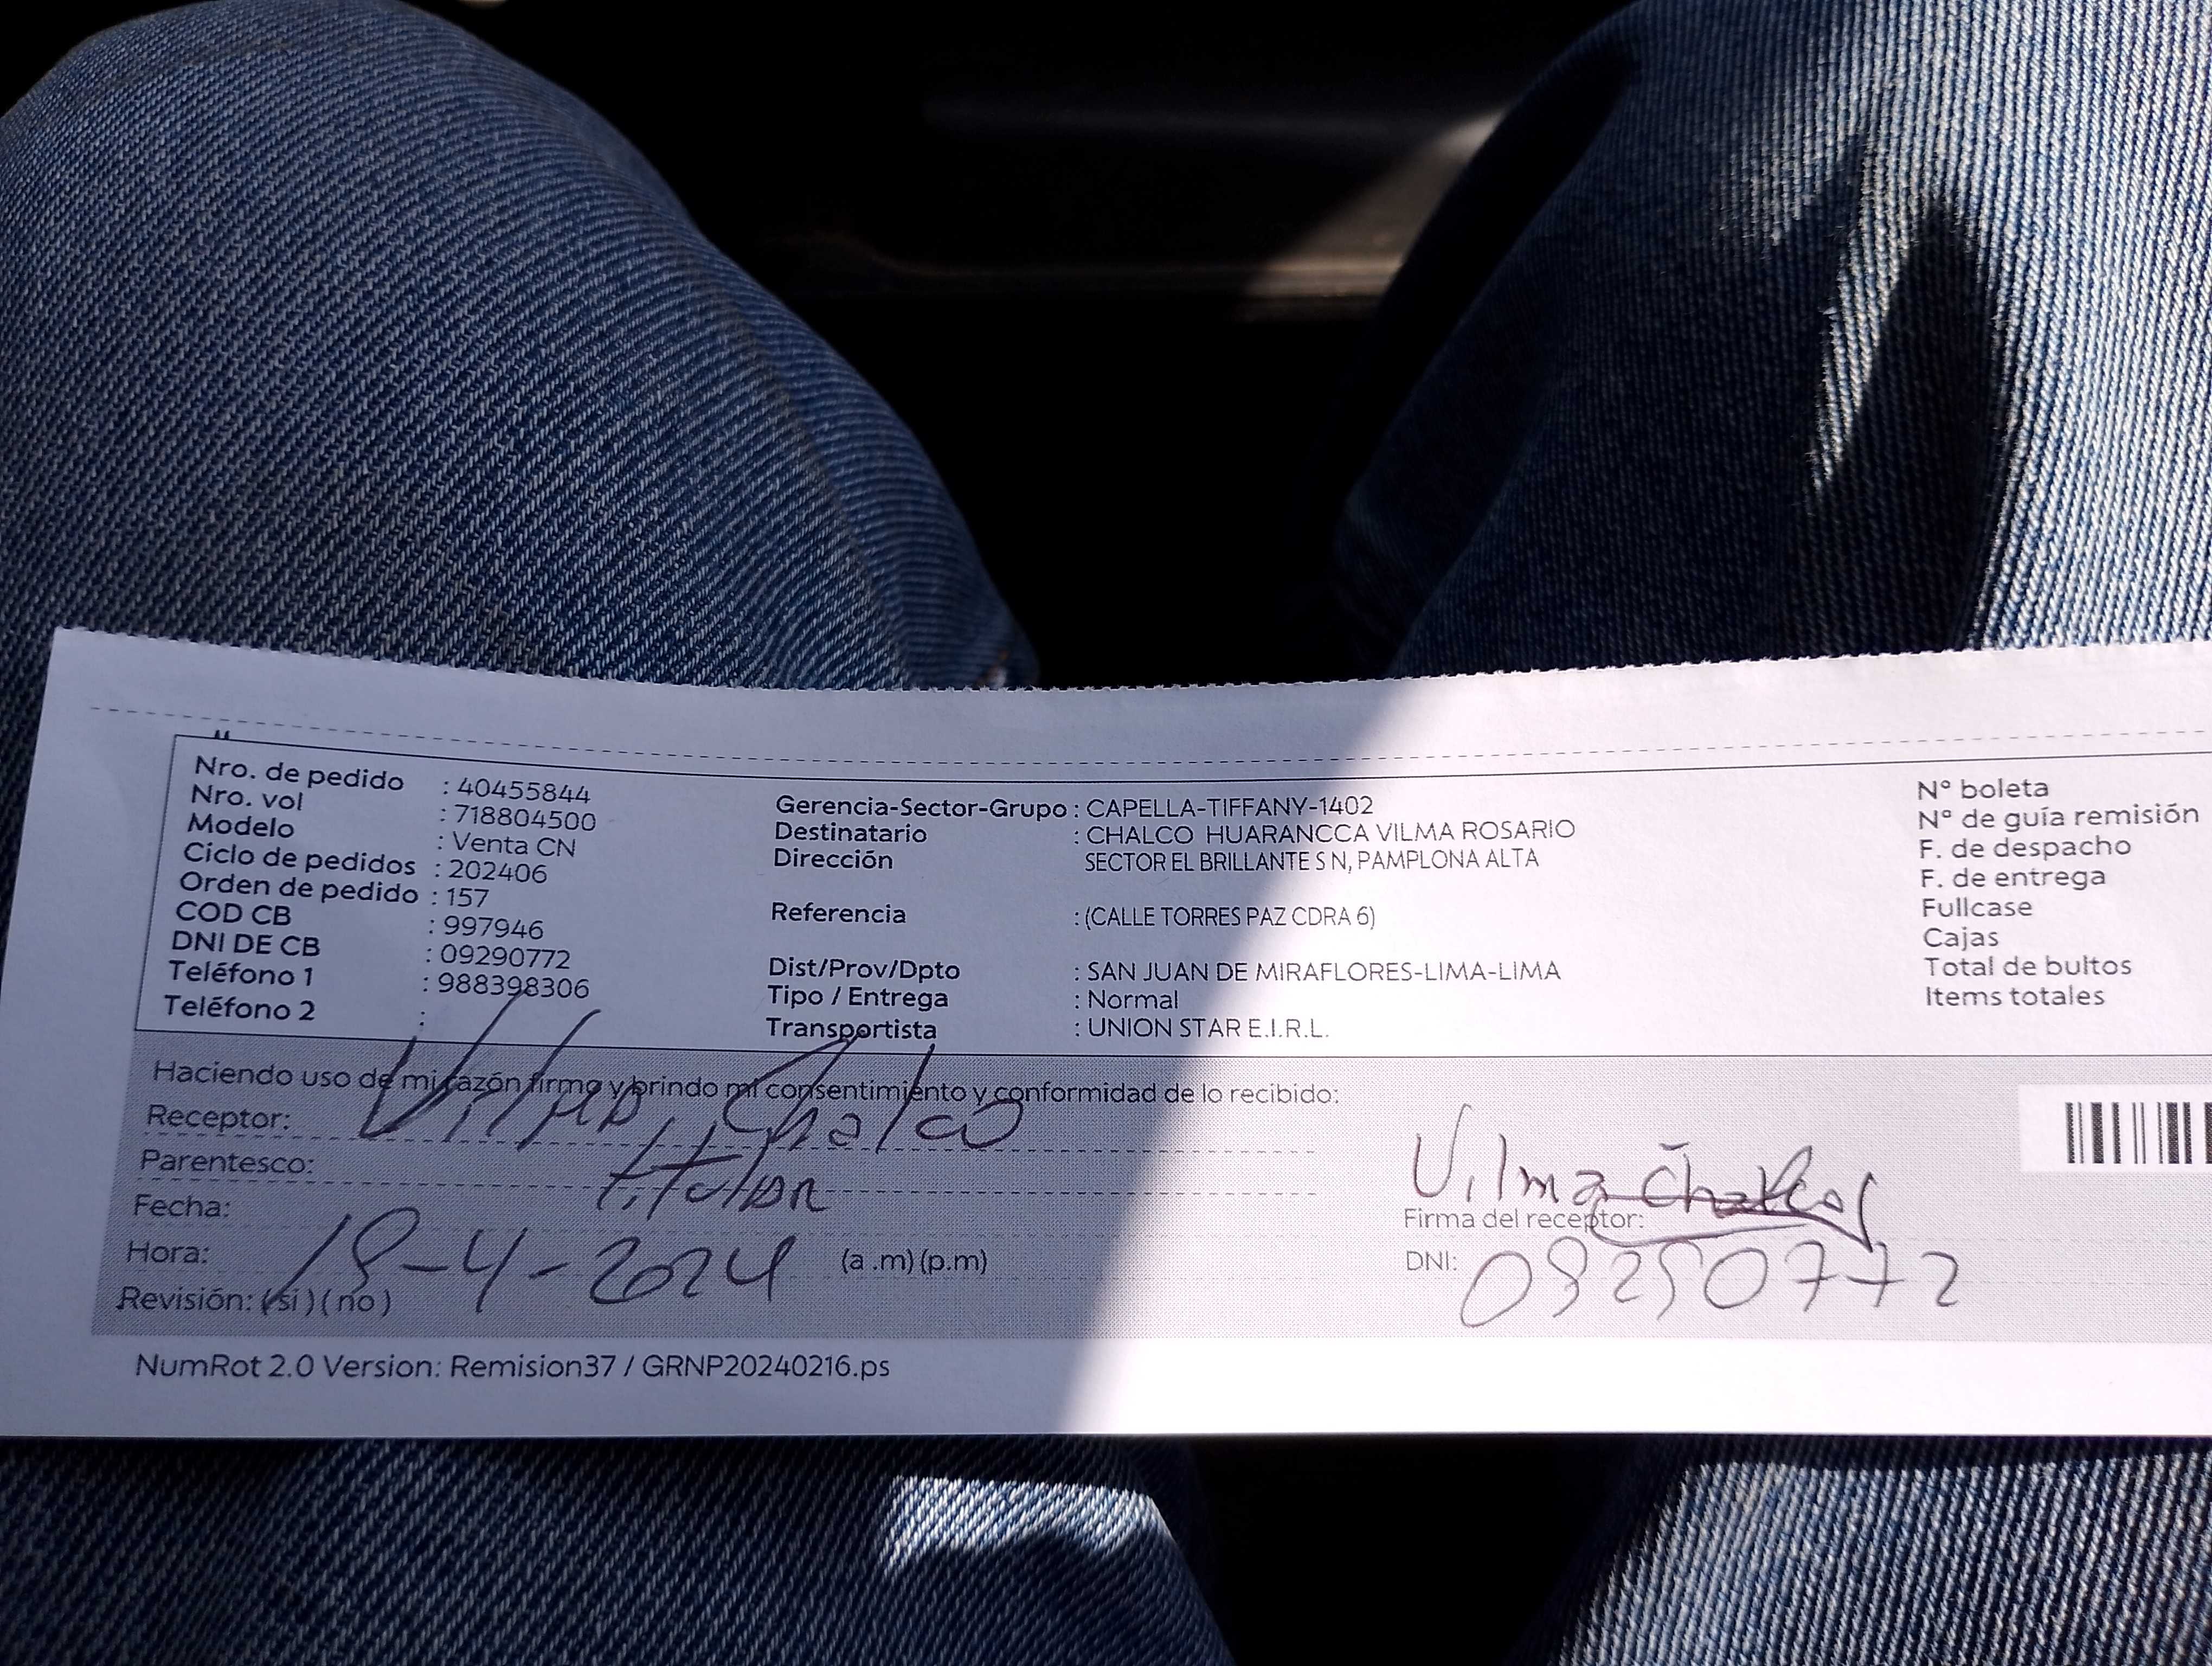 Nro. de pedido : 40455844
Nro. vol : 718804500
Modelo : Venta CN
Ciclo de pedidos : 202406
Orden de pedido : 157
COD CB : 997946
DNI DE CB : 09290772
Teléfono 1 : 988398306
Teléfono 2 :
Gerencia-Sector-Grupo : CAPELLA-TIFFANY-1402
Destinatario : CHALCO HUARANCCA VILMA ROSARIO
Dirección SECTOR EL BRILLANTE S N, PAMPLONA ALTA
Referencia : (CALLE TORRES PAZ CDRA 6)
Dist/Prov/Dpto : SAN JUAN DE MIRAFLORES-LIMA-LIMA
Tipo / Entrega : Normal
Transportista : UNION STAR E.I.R.L.
N° boleta
N° de guía remisión
F. de despacho
F. de entrega
Fullcase
Cajas
Total de bultos
Items totales
Haciendo uso de mi razón firmo y brindo mi consentimiento y conformidad de lo recibido:
Receptor: Vilma Chalco
Parentesco: titular
Fecha: 19-4-2024
Hora: (a .m) (p.m)
Revisión: (si) (no)
Vilma Chalco
Firma del receptor:
DNI: 09290772
NumRot 2.0 Version: Remision37 / GRNP20240216.ps